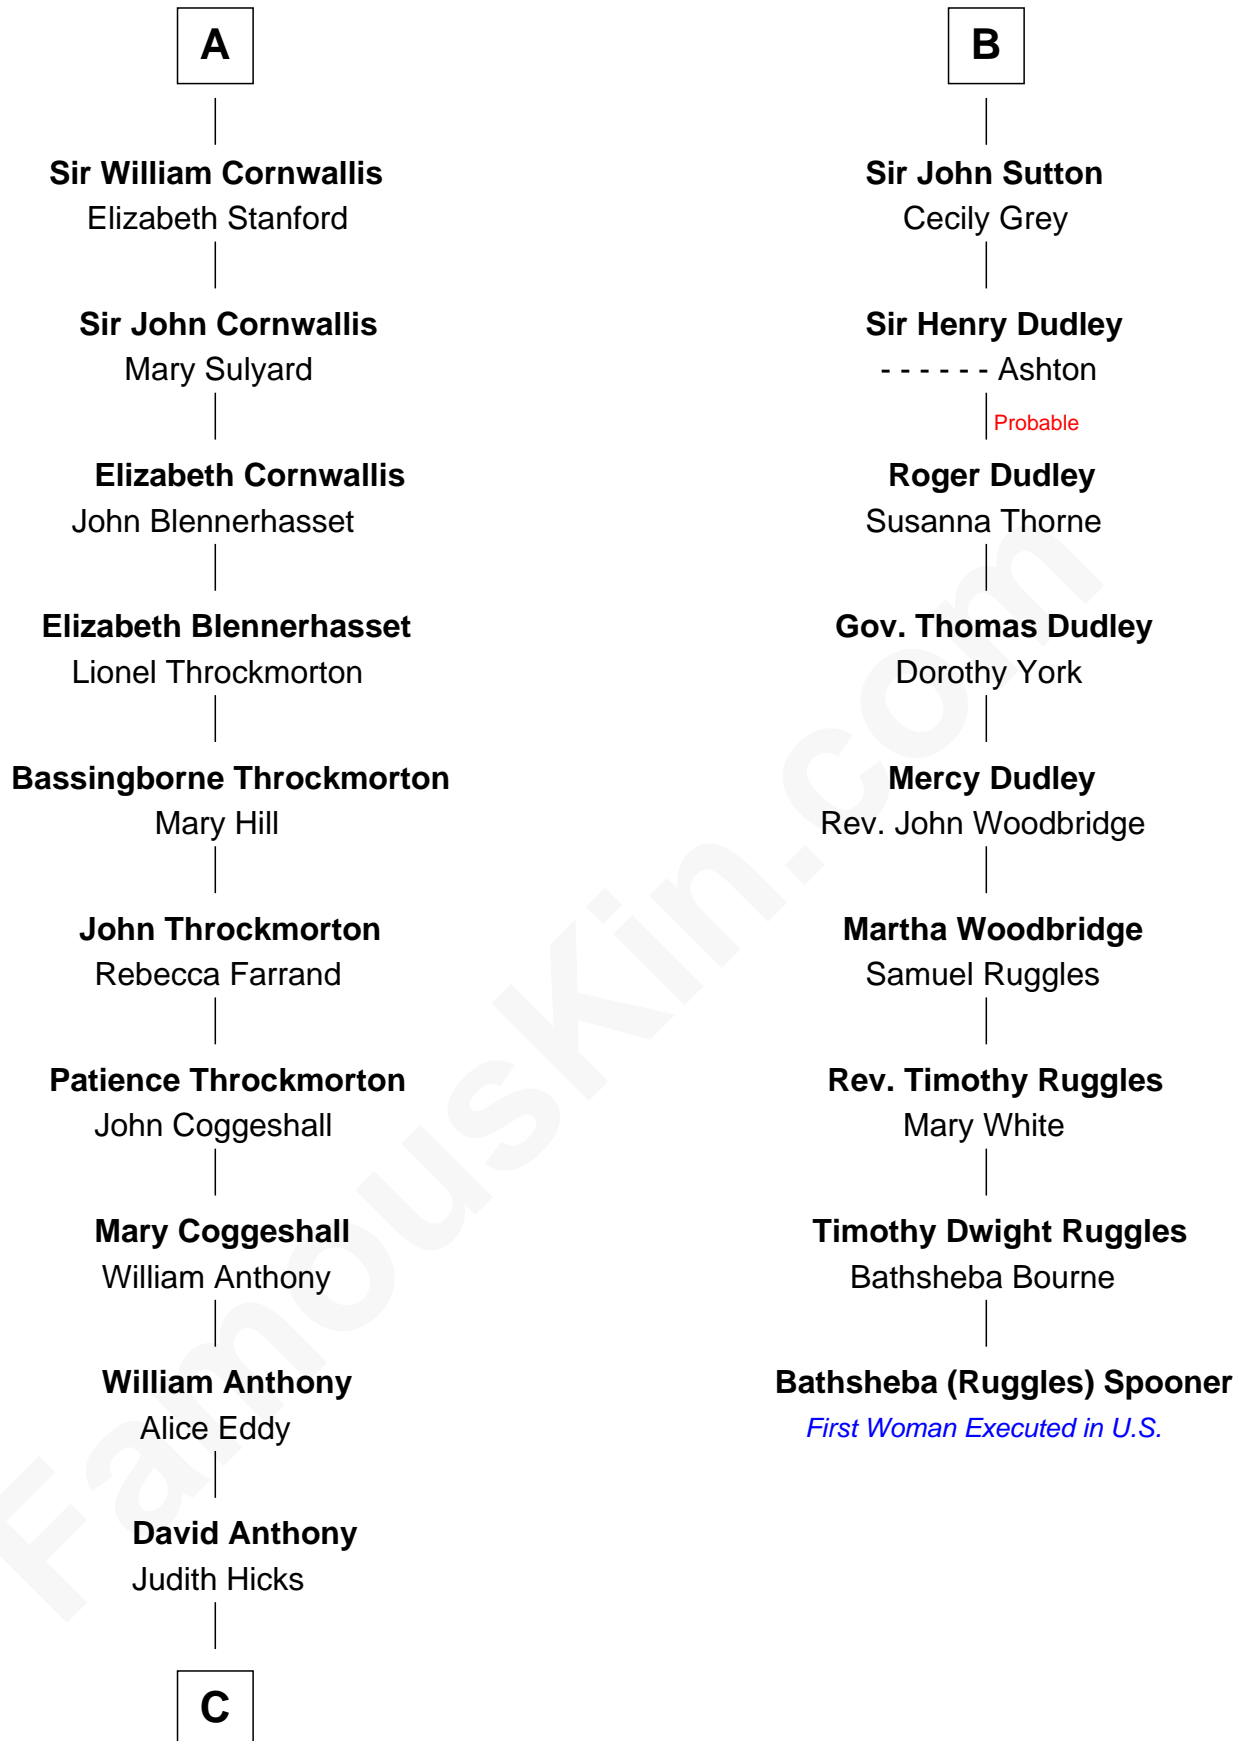 A
Sir William Cornwallis
Elizabeth Stanford
Sir John Cornwallis
Mary Sulyard
Elizabeth Cornwallis
John Blennerhasset
Elizabeth Blennerhasset
Lionel Throckmorton
Bassingborne Throckmorton
Mary Hill
John Throckmorton
Rebecca Farrand
Patience Throckmorton
John Coggeshall
Mary Coggeshall
William Anthony
William Anthony
Alice Eddy
David Anthony
Judith Hicks
C
B
Sir John Sutton
Cecily Grey
Sir Henry Dudley
- - - - - - Ashton
Probable
Roger Dudley
Susanna Thorne
Gov. Thomas Dudley
Dorothy York
Mercy Dudley
Rev. John Woodbridge
Martha Woodbridge
Samuel Ruggles
Rev. Timothy Ruggles
Mary White
Timothy Dwight Ruggles
Bathsheba Bourne
Bathsheba (Ruggles) Spooner
First Woman Executed in U.S.
FamousKin.com